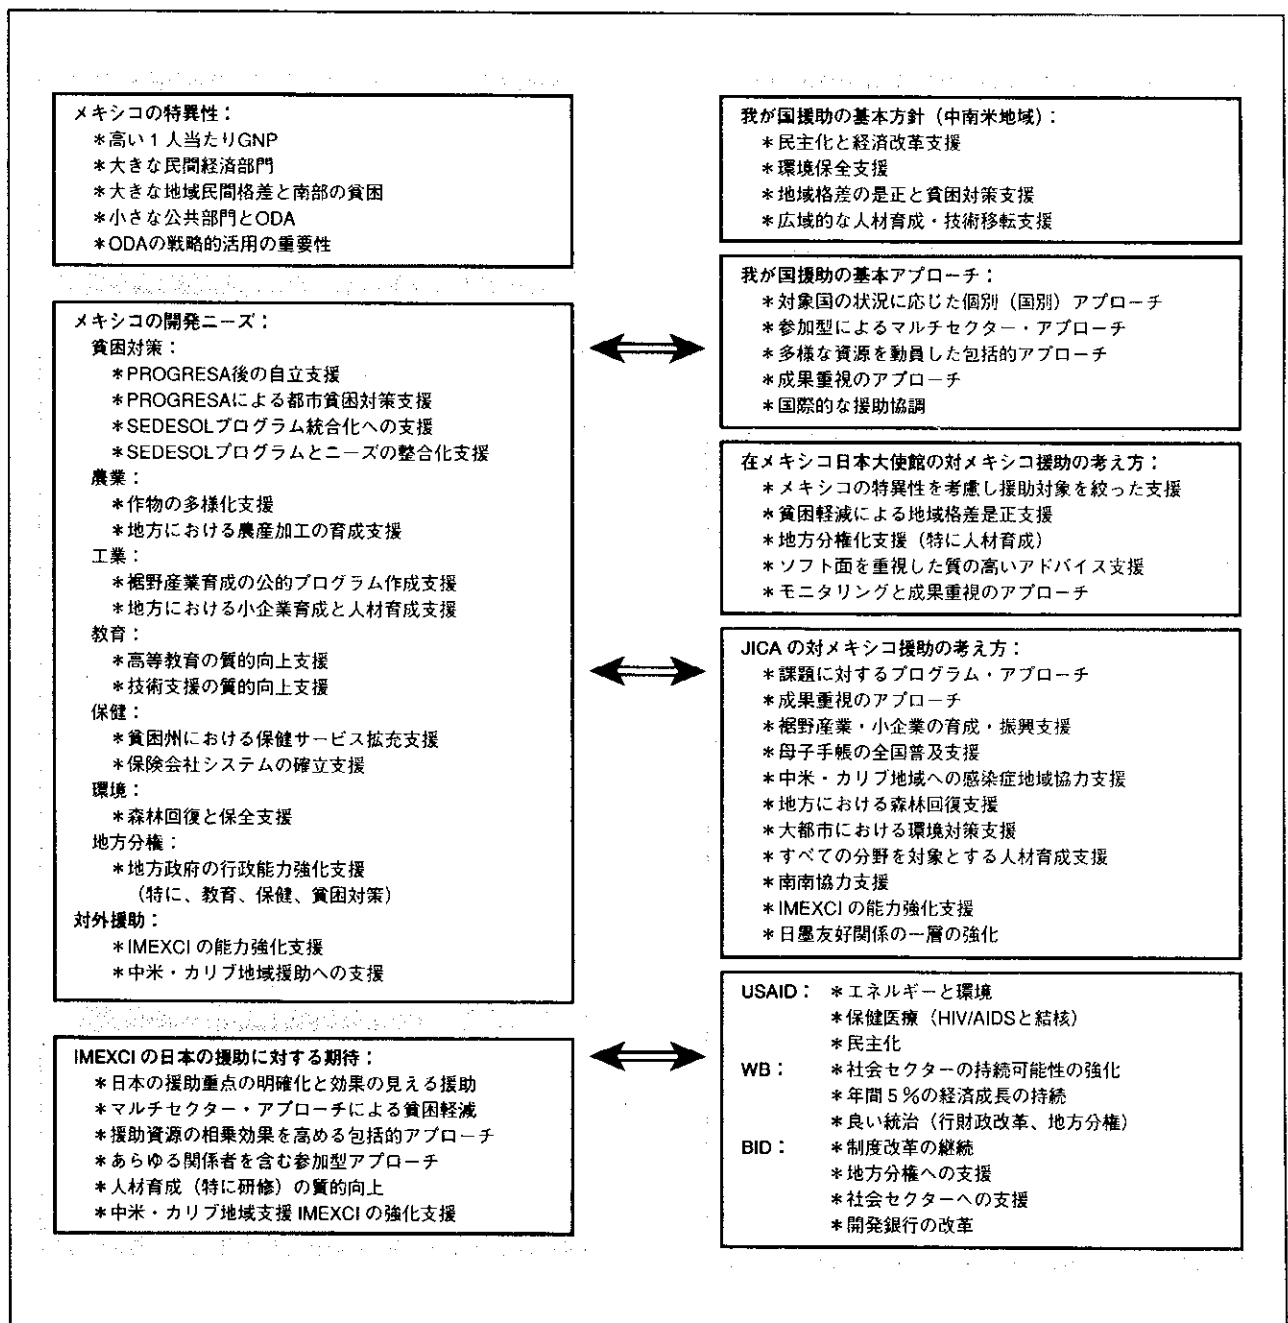 メキシコの特異性：
＊高い1人当たりGNP
＊大きな民間経済部門
＊大きな地域民間格差と南部の貧困
＊小さな公共部門とODA
＊ODAの戦略的活用の重要性
メキシコの開発ニーズ：
貧困対策：
＊PROGRESA後の自立支援
＊PROGRESAによる都市貧困対策支援
＊SEDESOLプログラム統合化への支援
＊SEDESOLプログラムとニーズの整合化支援
農業：
＊作物の多様化支援
＊地方における農産加工の育成支援
工業：
＊裾野産業育成の公的プログラム作成支援
＊地方における小企業育成と人材育成支援
教育：
＊高等教育の質的向上支援
＊技術支援の質的向上支援
保健：
＊貧困州における保健サービス拡充支援
＊保険会社システムの確立支援
環境：
＊森林回復と保全支援
地方分権：
＊地方政府の行政能力強化支援
（特に、教育、保健、貧困対策）
対外援助：
＊IMEXCIの能力強化支援
＊中米・カリブ地域援助への支援
IMEXCIの日本の援助に対する期待：
＊日本の援助重点の明確化と効果の見える援助
＊マルチセクター・アプローチによる貧困軽減
＊援助資源の相乗効果を高める包括的アプローチ
＊あらゆる関係者を含む参加型アプローチ
＊人材育成（特に研修）の質的向上
＊中米・カリブ地域支援IMEXCIの強化支援
我が国援助の基本方針（中南米地域）：
＊民主化と経済改革支援
＊環境保全支援
＊地域格差の是正と貧困対策支援
＊広域的な人材育成・技術移転支援
我が国援助の基本アプローチ：
＊対象国の状況に応じた個別（国別）アプローチ
＊参加型によるマルチセクター・アプローチ
＊多様な資源を動員した包括的アプローチ
＊成果重視のアプローチ
＊国際的な援助協調
在メキシコ日本大使館の対メキシコ援助の考え方：
＊メキシコの特異性を考慮し援助対象を絞った支援
＊貧困軽減による地域格差是正支援
＊地方分権化支援（特に人材育成）
＊ソフト面を重視した質の高いアドバイス支援
＊モニタリングと成果重視のアプローチ
JICAの対メキシコ援助の考え方：
＊課題に対するプログラム・アプローチ
＊成果重視のアプローチ
＊裾野産業・小企業の育成・振興支援
＊母子手帳の全国普及支援
＊中米・カリブ地域への感染症地域協力支援
＊地方における森林回復支援
＊大都市における環境対策支援
＊すべての分野を対象とする人材育成支援
＊南南協力支援
＊IMEXCIの能力強化支援
＊日墨友好関係の一層の強化
USAID： ＊エネルギーと環境
＊保健医療（HIV/AIDSと結核）
＊民主化
WB： ＊社会セクターの持続可能性の強化
＊年間5％の経済成長の持続
＊良い統治（行財政改革、地方分権）
BID： ＊制度改革の継続
＊地方分権への支援
＊社会セクターへの支援
＊開発銀行の改革